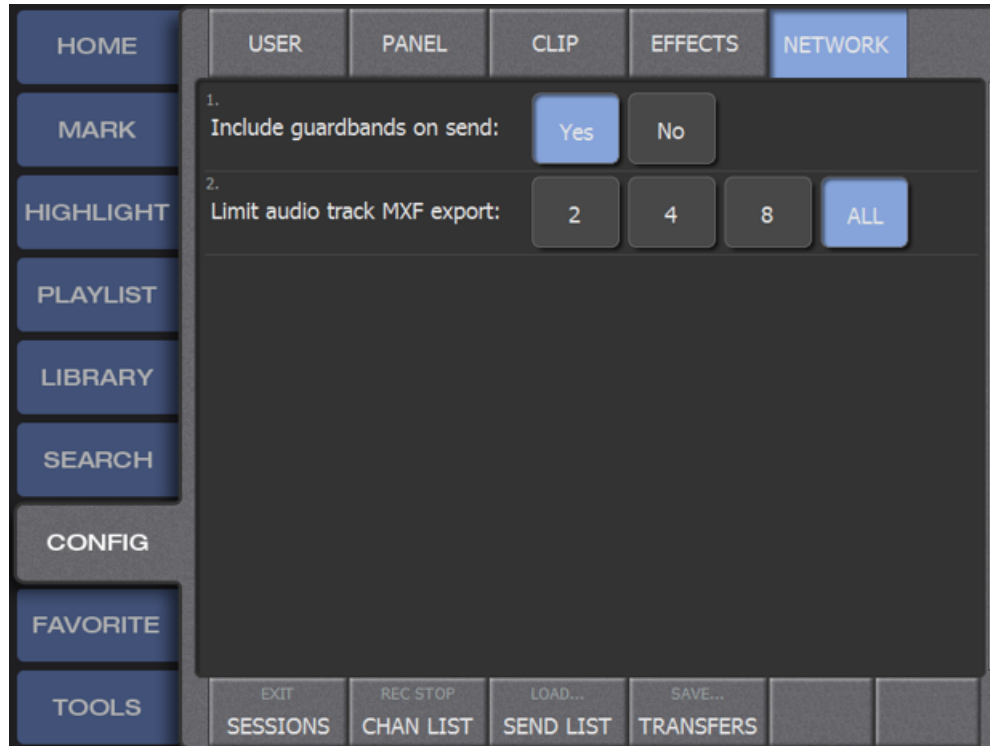 HOME
MARK
HIGHLIGHT
PLAYLIST
LIBRARY
SEARCH
CONFIG
FAVORITE
TOOLS
USER PANEL CLIP EFFECTS NETWORK
1.
Include guardbands on send: Yes No
2.
Limit audio track MXF export: 2 4 8 ALL
EXIT REC STOP LOAD... SAVE...
SESSIONS CHAN LIST SEND LIST TRANSFERS